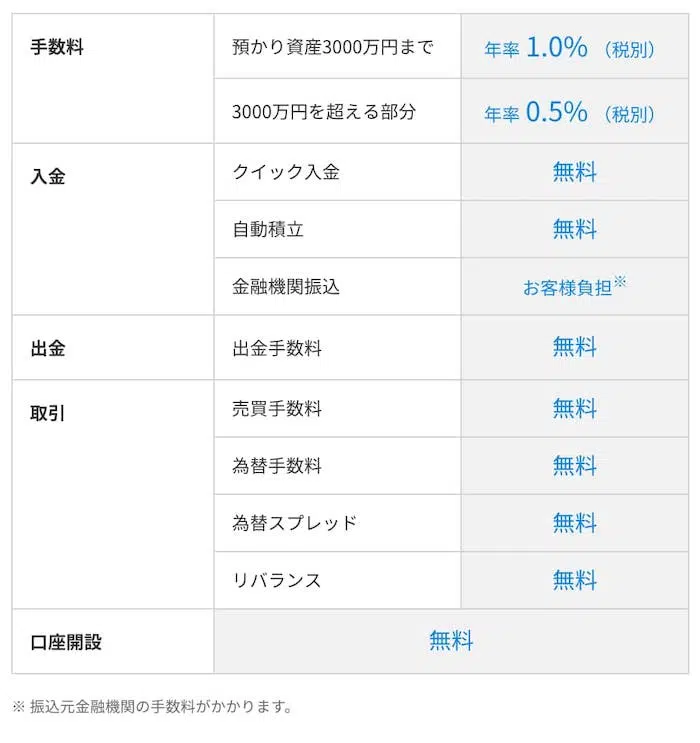 手数料 預かり資産3000万円まで 年率 1.0% （税別）
3000万円を超える部分 年率 0.5% （税別）
入金 クイック入金 無料
自動積立 無料
金融機関振込 お客様負担※
出金 出金手数料 無料
取引 売買手数料 無料
為替手数料 無料
為替スプレッド 無料
リバランス 無料
口座開設 無料
※ 振込元金融機関の手数料がかかります。